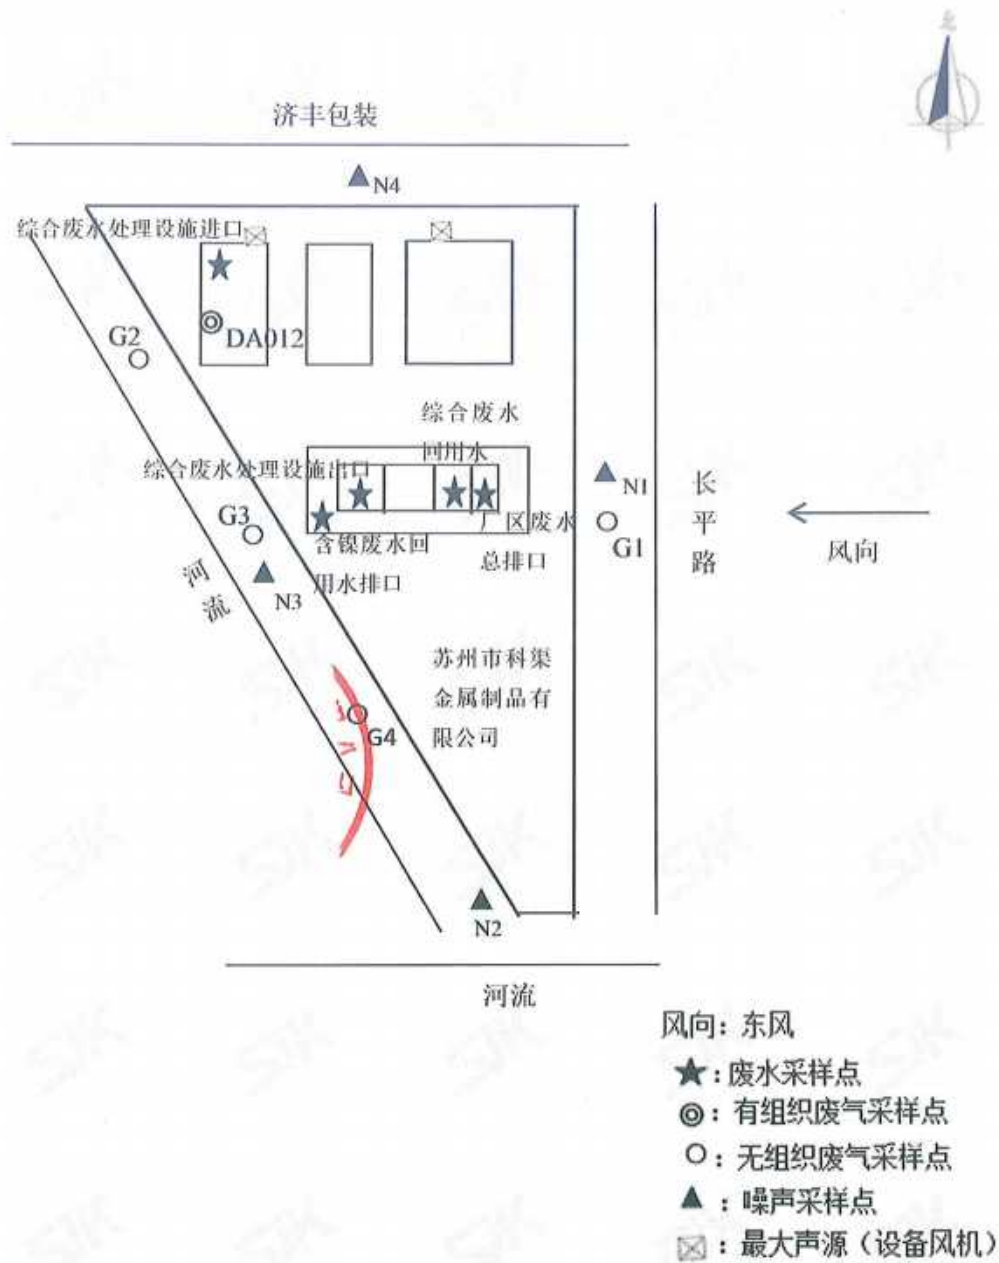 北
济丰包装
N4
综合废水处理设施进口
G2
DA012
综合废水
回用水
综合废水处理设施出口
N1
长平路
G3
厂区废水
总排口
G1
风向
含镍废水回
用水排口
河流
N3
苏州市科渠
金属制品有
限公司
G4
N2
河流
风向：东风
★：废水采样点
◎：有组织废气采样点
○：无组织废气采样点
▲：噪声采样点
☒：最大声源（设备风机）
SJK